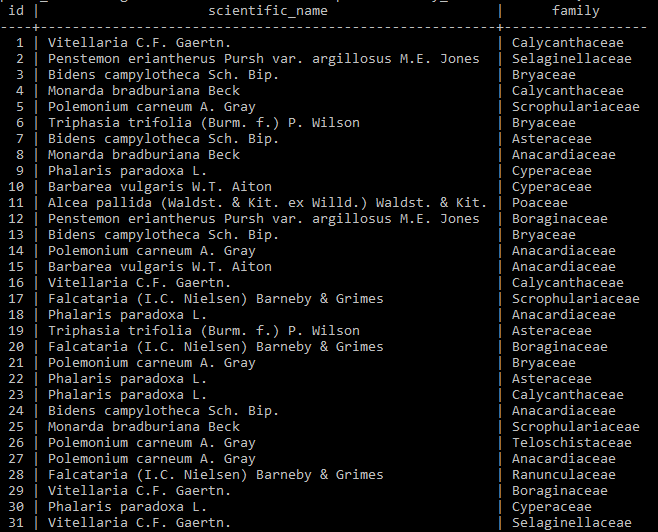 id | scientific_name | family
----+---------------------------------------------------------+------------------
1 | Vitellaria C.F. Gaertn. | Calycanthaceae
2 | Penstemon eriantherus Pursh var. argillosus M.E. Jones | Selaginellaceae
3 | Bidens campylotheca Sch. Bip. | Bryaceae
4 | Monarda bradburiana Beck | Calycanthaceae
5 | Polemonium carneum A. Gray | Scrophulariaceae
6 | Triphasia trifolia (Burm. f.) P. Wilson | Bryaceae
7 | Bidens campylotheca Sch. Bip. | Asteraceae
8 | Monarda bradburiana Beck | Anacardiaceae
9 | Phalaris paradoxa L. | Cyperaceae
10 | Barbarea vulgaris W.T. Aiton | Cyperaceae
11 | Alcea pallida (Waldst. & Kit. ex Willd.) Waldst. & Kit. | Poaceae
12 | Penstemon eriantherus Pursh var. argillosus M.E. Jones | Boraginaceae
13 | Bidens campylotheca Sch. Bip. | Bryaceae
14 | Polemonium carneum A. Gray | Anacardiaceae
15 | Barbarea vulgaris W.T. Aiton | Anacardiaceae
16 | Vitellaria C.F. Gaertn. | Calycanthaceae
17 | Falcataria (I.C. Nielsen) Barneby & Grimes | Scrophulariaceae
18 | Phalaris paradoxa L. | Anacardiaceae
19 | Triphasia trifolia (Burm. f.) P. Wilson | Asteraceae
20 | Falcataria (I.C. Nielsen) Barneby & Grimes | Boraginaceae
21 | Polemonium carneum A. Gray | Bryaceae
22 | Phalaris paradoxa L. | Asteraceae
23 | Phalaris paradoxa L. | Calycanthaceae
24 | Bidens campylotheca Sch. Bip. | Anacardiaceae
25 | Monarda bradburiana Beck | Scrophulariaceae
26 | Polemonium carneum A. Gray | Teloschistaceae
27 | Polemonium carneum A. Gray | Anacardiaceae
28 | Falcataria (I.C. Nielsen) Barneby & Grimes | Ranunculaceae
29 | Vitellaria C.F. Gaertn. | Boraginaceae
30 | Phalaris paradoxa L. | Cyperaceae
31 | Vitellaria C.F. Gaertn. | Selaginellaceae